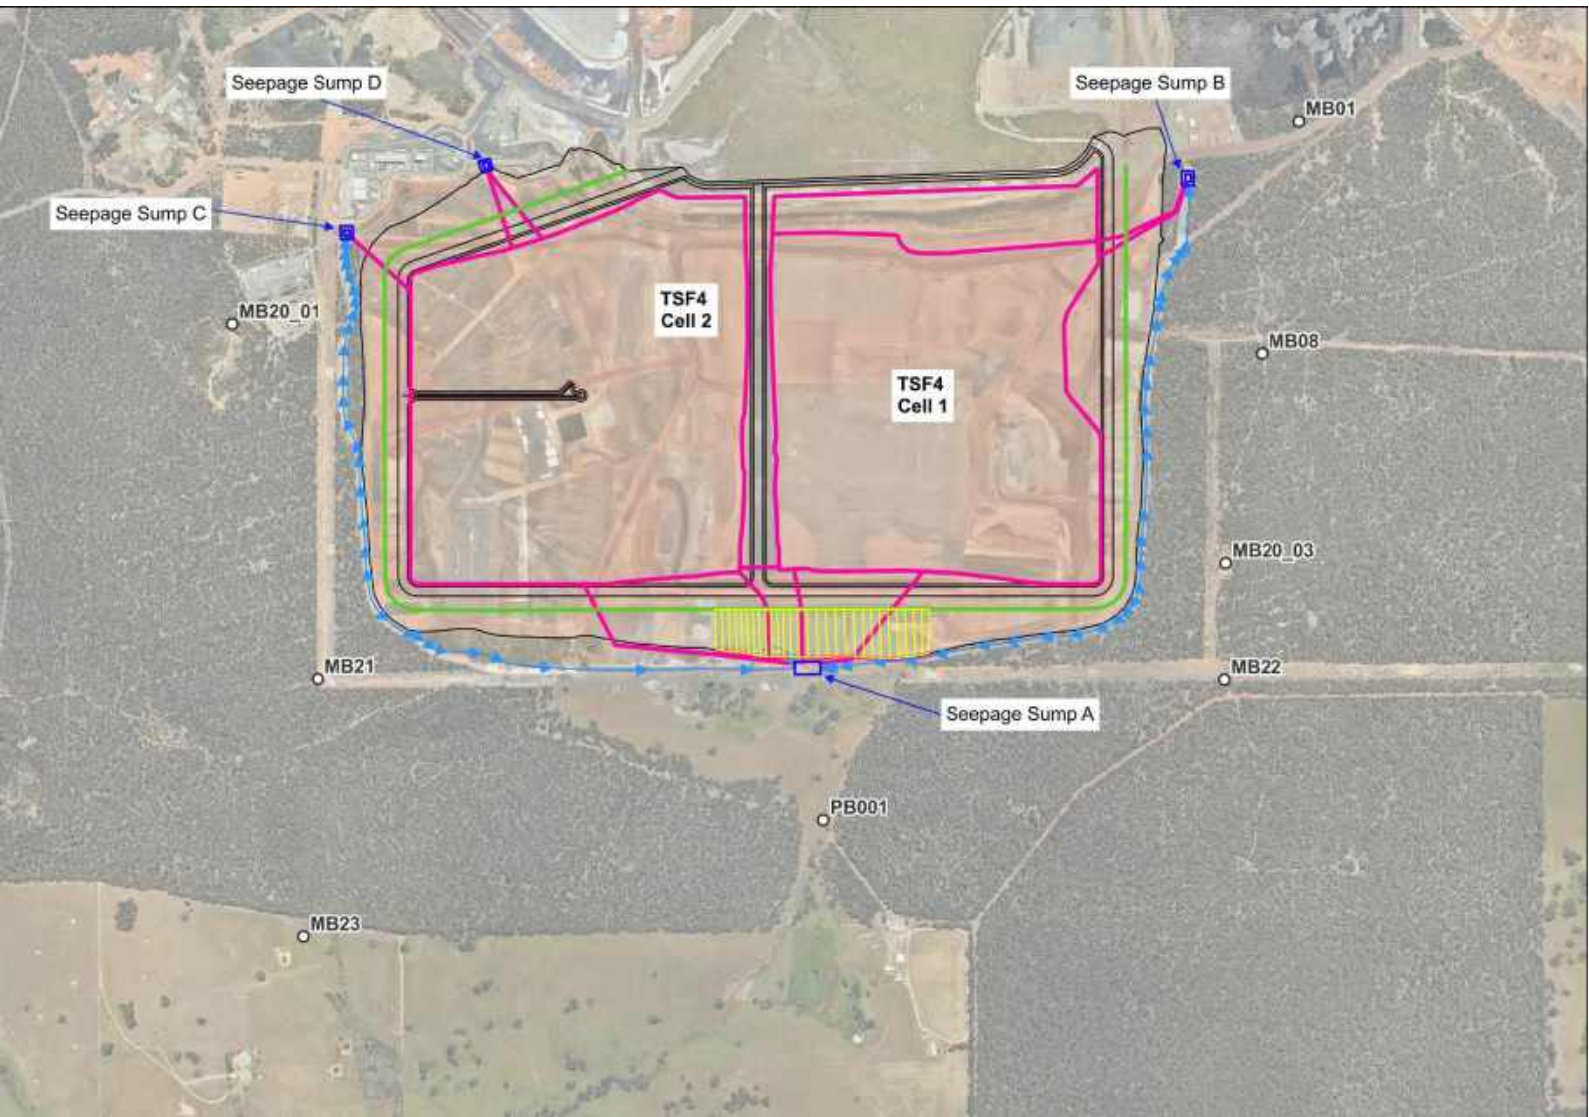 Seepage Sump D
Seepage Sump B
MB01
Seepage Sump C
MB20_01
TSF4
Cell 2
MB08
TSF4
Cell 1
MB20_03
MB21
MB22
Seepage Sump A
PB001
MB23